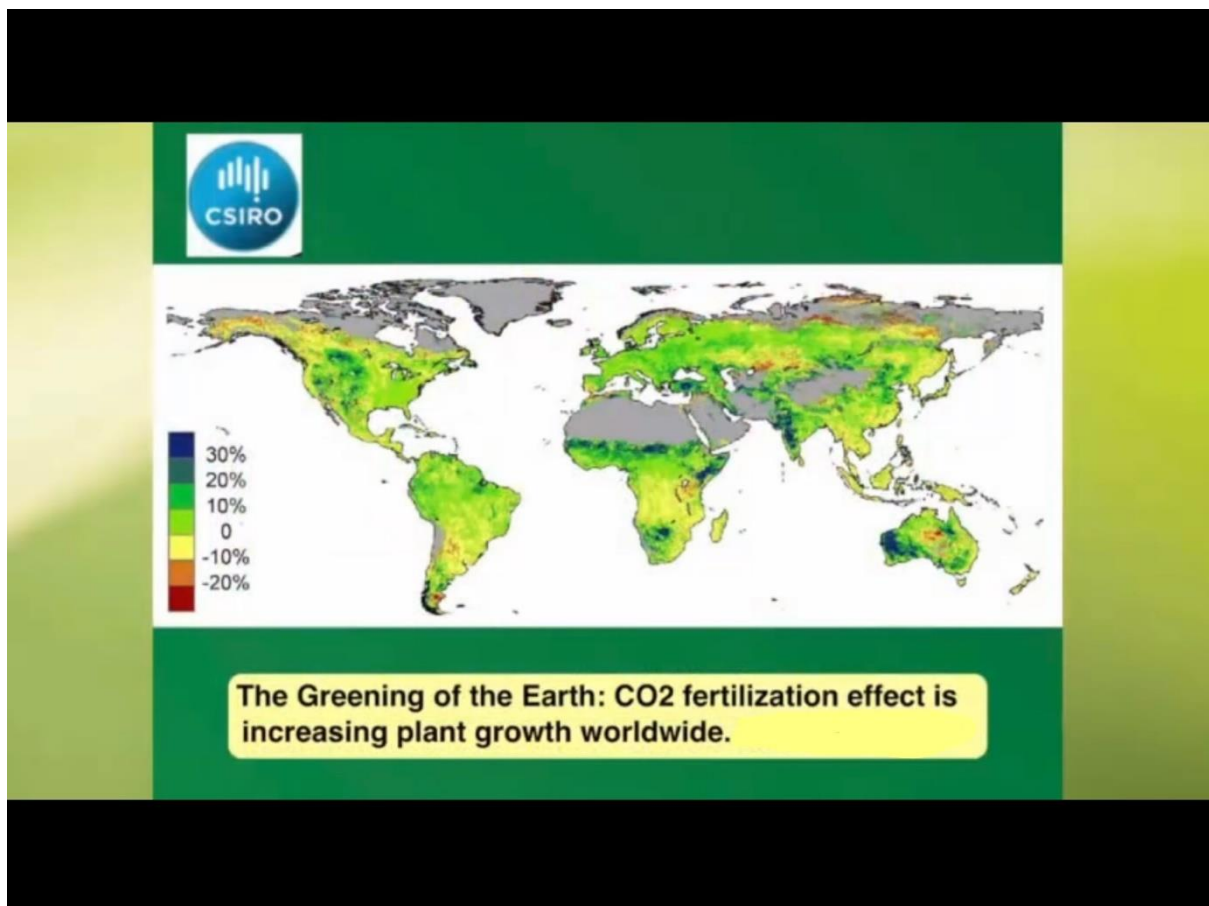 CSIRO
30%
20%
10%
0
-10%
-20%
The Greening of the Earth: CO2 fertilization effect is
increasing plant growth worldwide.